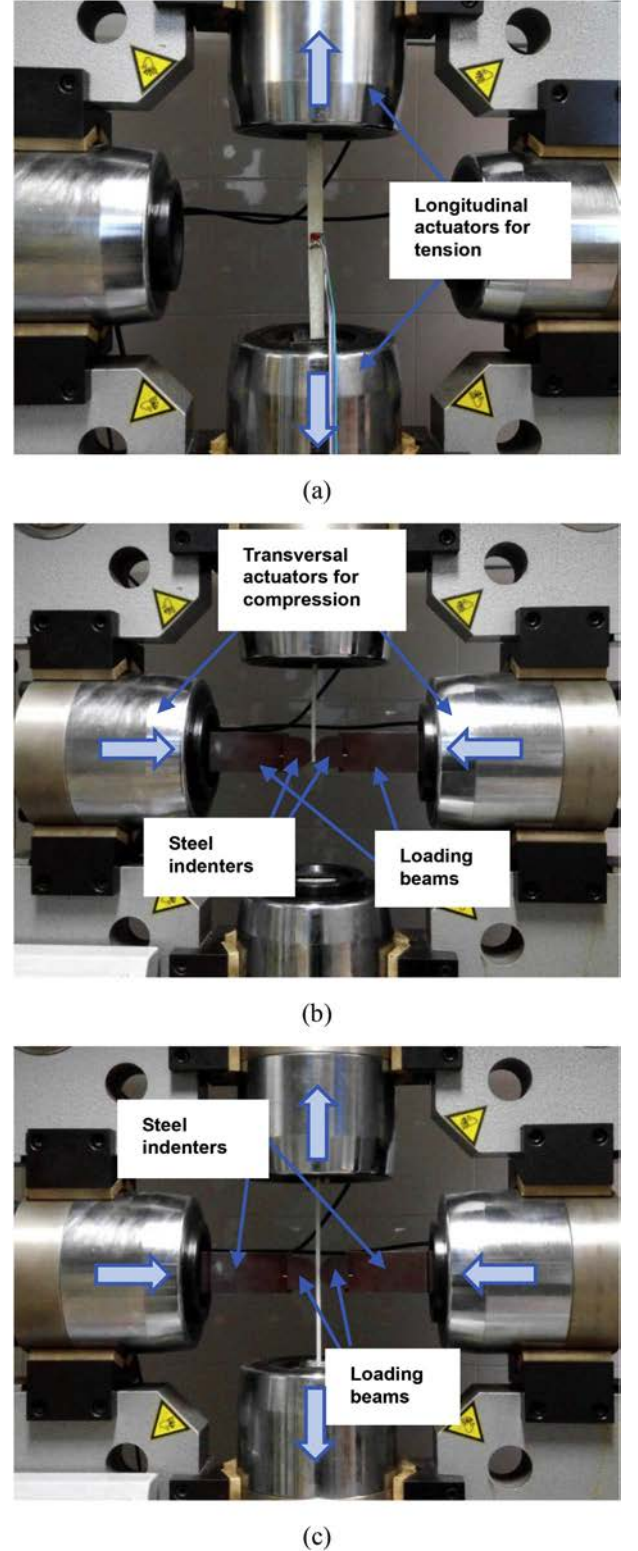 Longitudinal
actuators for
tension
(a)
Transversal
actuators for
compression
Steel
indenters
Loading
beams
(b)
Steel
indenters
Loading
beams
(c)